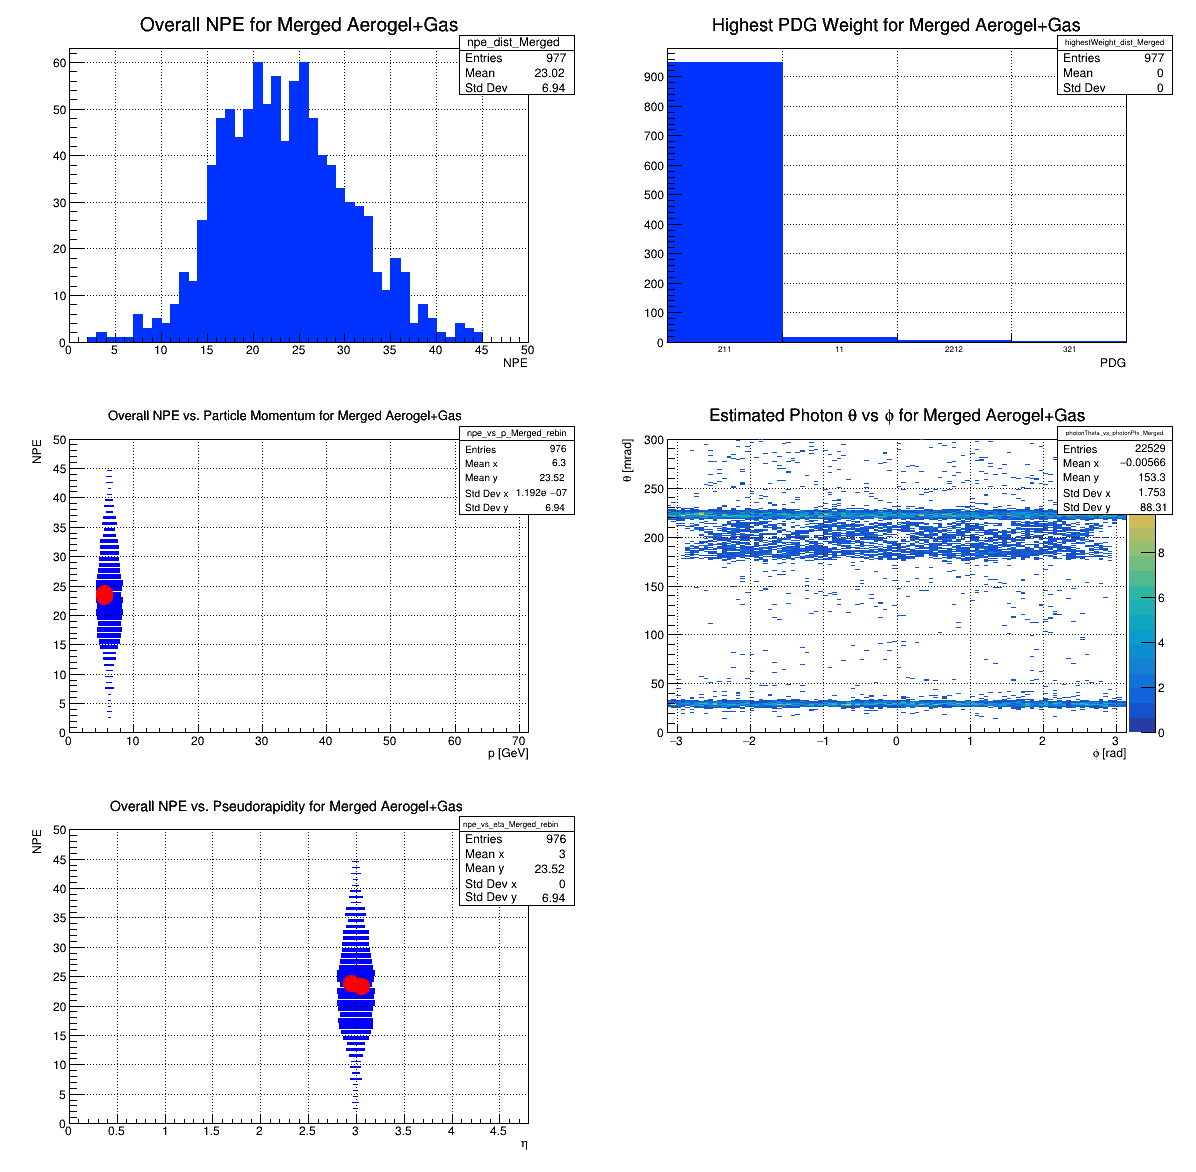 Overall NPE for Merged Aerogel+Gas
npe_dist_Merged
Entries 977
Mean 23.02
Std Dev 6.94
60
50
40
30
20
10
0
0 5 10 15 20 25 30 35 40 45 50
NPE
Highest PDG Weight for Merged Aerogel+Gas
highestWeight_dist_Merged
Entries 977
Mean 0
Std Dev 0
900
800
700
600
500
400
300
200
100
0
211 11 2212 321
PDG
Overall NPE vs. Particle Momentum for Merged Aerogel+Gas
npe_vs_p_Merged_rebin
Entries 976
Mean x 6.3
Mean y 23.52
Std Dev x 1.192e −07
Std Dev y 6.94
NPE
50
45
40
35
30
25
20
15
10
5
0
0 10 20 30 40 50 60 70
p [GeV]
Estimated Photon θ vs ϕ for Merged Aerogel+Gas
photonTheta_vs_photonPhi_Merged
Entries 22529
Mean x −0.00566
Mean y 153.3
Std Dev x 1.753
Std Dev y 88.31
θ [mrad]
300
250
200
150
100
50
0
−3 −2 −1 0 1 2 3
ϕ [rad]
8
6
4
2
0
Overall NPE vs. Pseudorapidity for Merged Aerogel+Gas
npe_vs_eta_Merged_rebin
Entries 976
Mean x 3
Mean y 23.52
Std Dev x 0
Std Dev y 6.94
NPE
50
45
40
35
30
25
20
15
10
5
0
0 0.5 1 1.5 2 2.5 3 3.5 4 4.5
η